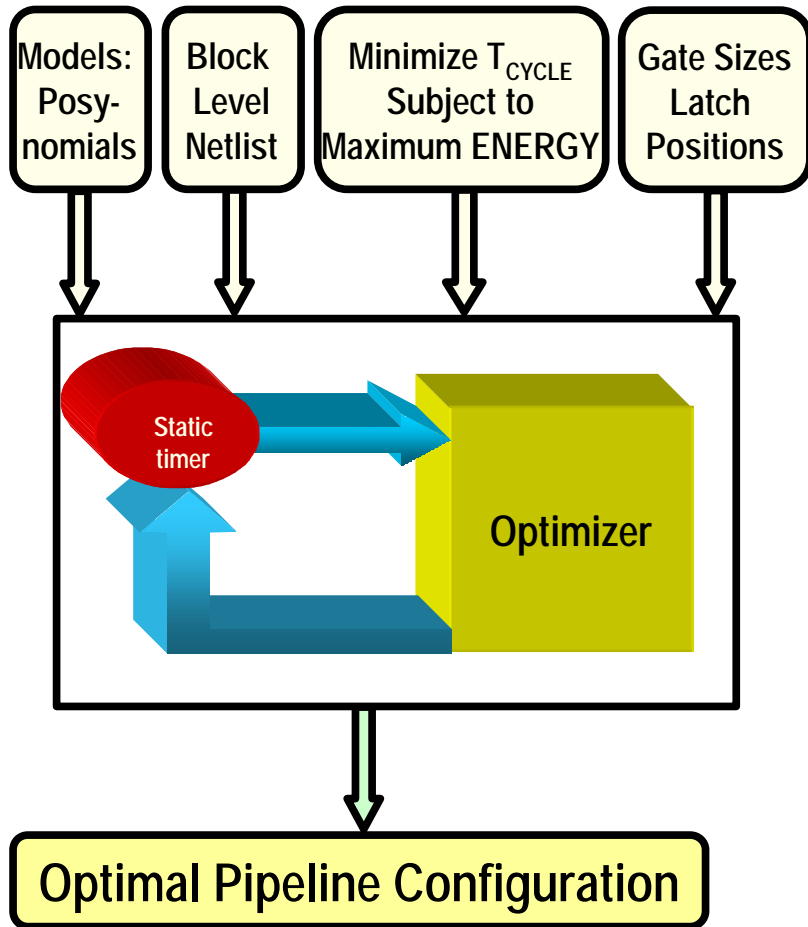 Models:
Posy-
nomials
Block
Level
Netlist
Minimize TCYCLE
Subject to
Maximum ENERGY
Gate Sizes
Latch
Positions
Static
timer
Optimizer
Optimal Pipeline Configuration